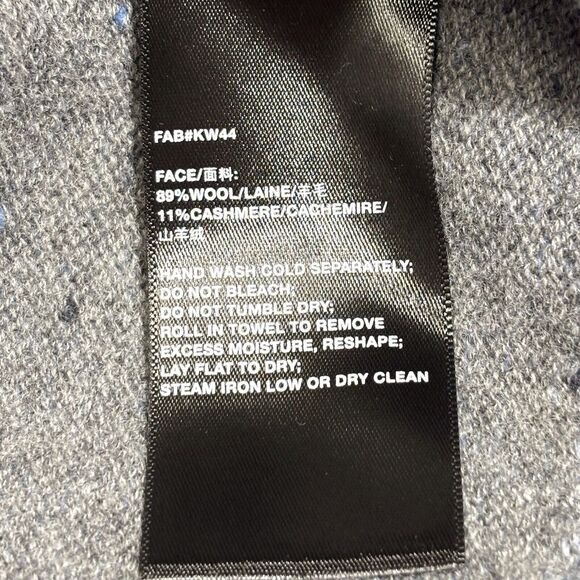 FAB#KW44
FACE/面料:
89%WOOL/LAINE/羊毛
11%CASHMERE/CACHEMIRE/
山羊绒
HAND WASH COLD SEPARATELY;
DO NOT BLEACH;
DO NOT TUMBLE DRY;
ROLL IN TOWEL TO REMOVE
EXCESS MOISTURE, RESHAPE;
LAY FLAT TO DRY;
STEAM IRON LOW OR DRY CLEAN